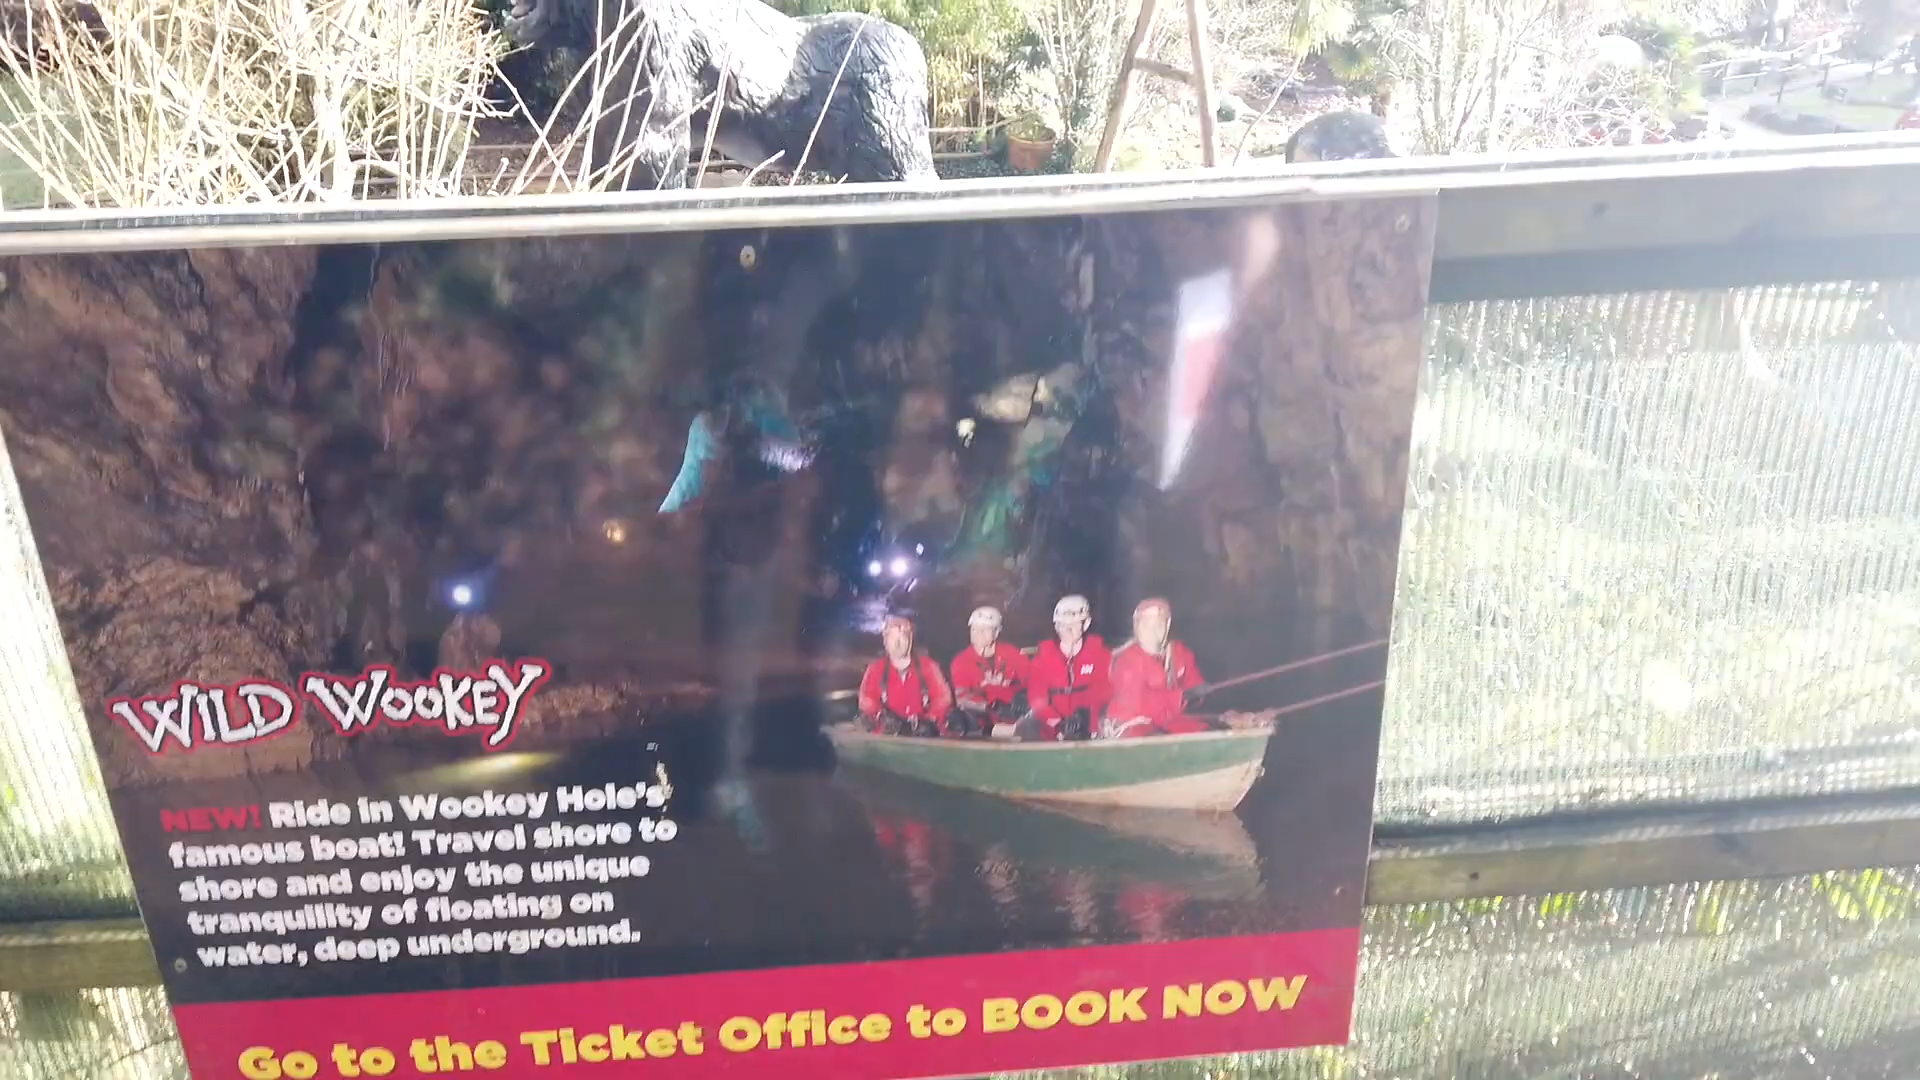 WILD WOOKEY
NEW! Ride in Wookey Hole's
famous boat! Travel shore to
shore and enjoy the unique
tranquility of floating on
water, deep underground.
Go to the Ticket Office to BOOK NOW